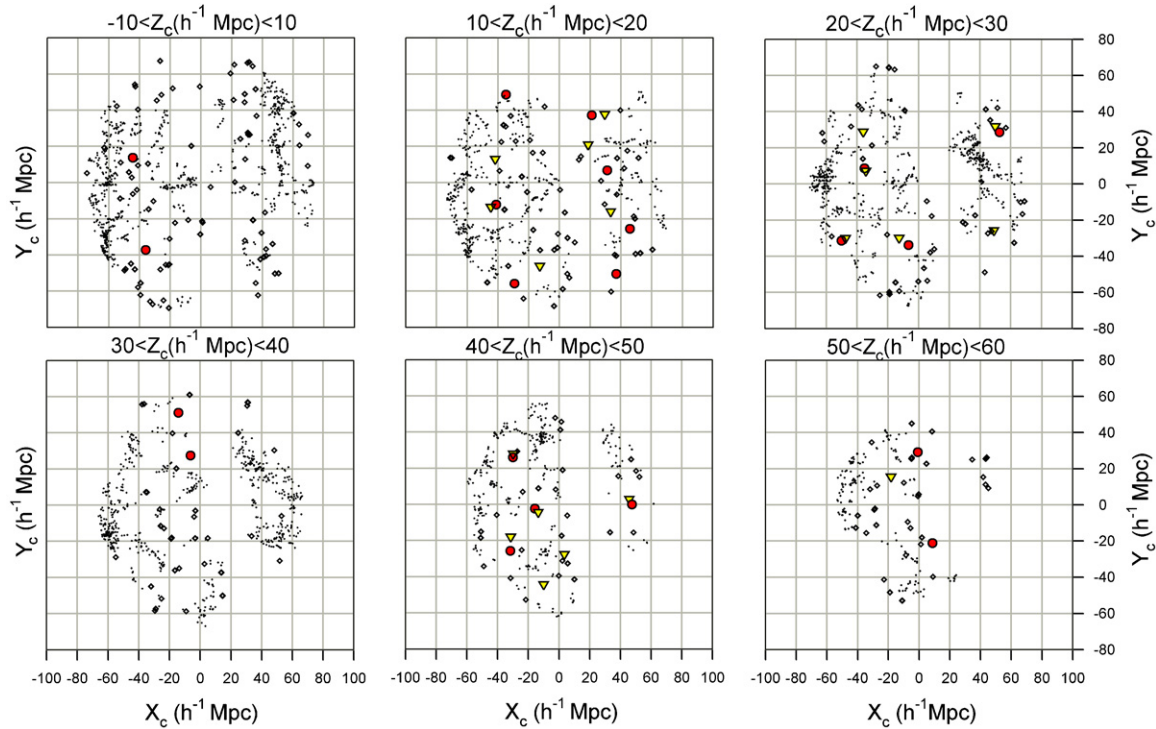 -10<Z_c(h^-1 Mpc)<10
10<Z_c(h^-1 Mpc)<20
20<Z_c(h^-1 Mpc)<30
80
60
40
20
0
-20
-40
-60
-80
Y_c (h^-1 Mpc)
Y_c (h^-1 Mpc)
30<Z_c(h^-1 Mpc)<40
40<Z_c(h^-1 Mpc)<50
50<Z_c(h^-1 Mpc)<60
80
60
40
20
0
-20
-40
-60
-80
Y_c (h^-1 Mpc)
Y_c (h^-1 Mpc)
-100 -80 -60 -40 -20 0 20 40 60 80 100
-100 -80 -60 -40 -20 0 20 40 60 80 100
-100 -80 -60 -40 -20 0 20 40 60 80 100
X_c (h^-1 Mpc)
X_c (h^-1 Mpc)
X_c (h^-1Mpc)